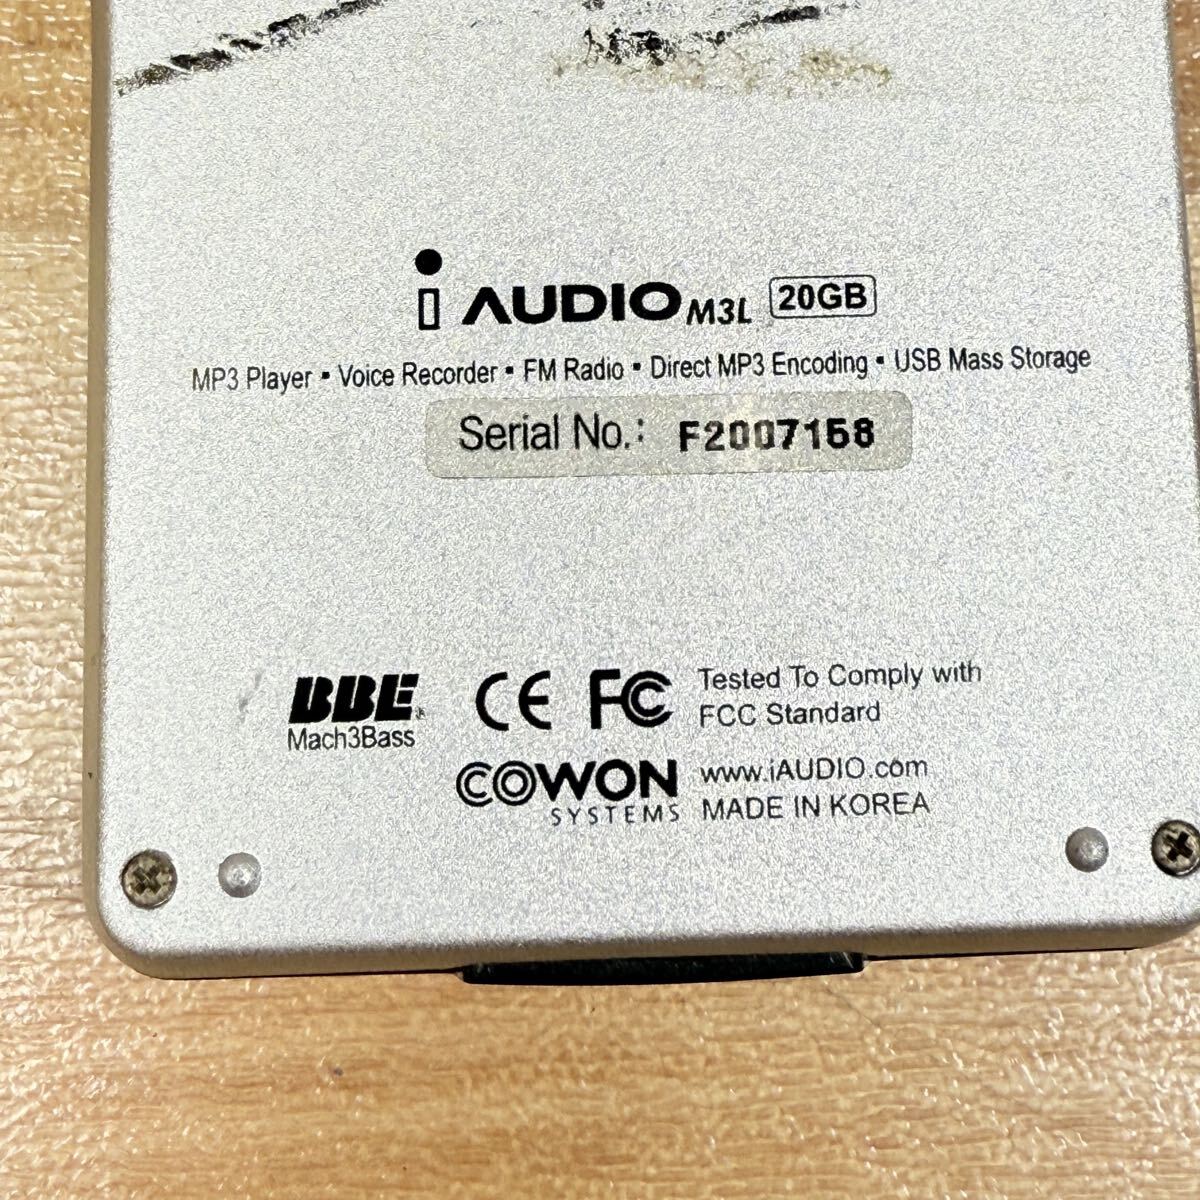 i AUDIO M3L 20GB
MP3 Player ▪ Voice Recorder ▪ FM Radio ▪ Direct MP3 Encoding ▪ USB Mass Storage
Serial No.: F2007158
BBE Mach3Bass
CE FC Tested To Comply with FCC Standard
COWON SYSTEMS
www.iAUDIO.com
MADE IN KOREA